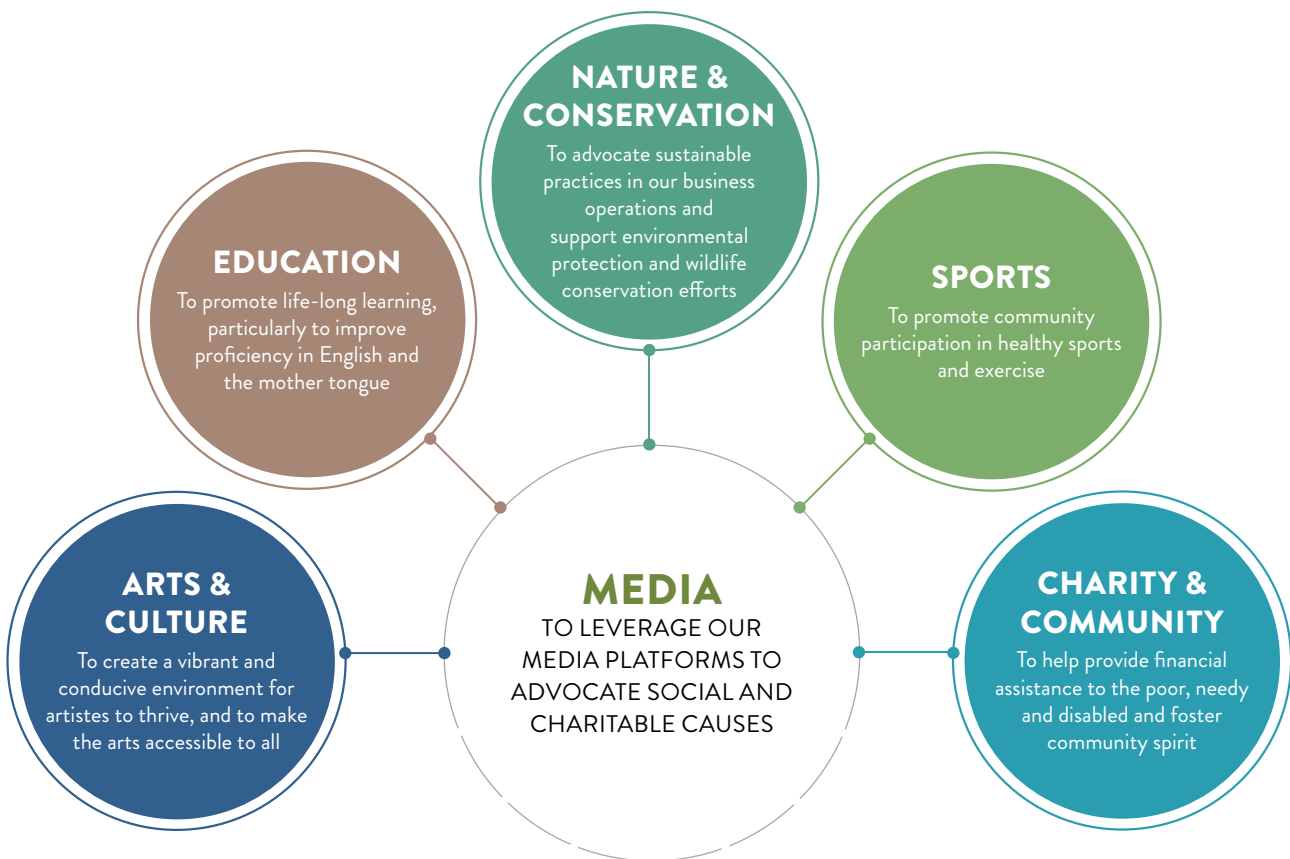 NATURE &
CONSERVATION
To advocate sustainable
practices in our business
operations and
support environmental
protection and wildlife
conservation efforts
EDUCATION
To promote life-long learning,
particularly to improve
proficiency in English and
the mother tongue
SPORTS
To promote community
participation in healthy sports
and exercise
ARTS &
CULTURE
To create a vibrant and
conducive environment for
artistes to thrive, and to make
the arts accessible to all
MEDIA
TO LEVERAGE OUR
MEDIA PLATFORMS TO
ADVOCATE SOCIAL AND
CHARITABLE CAUSES
CHARITY &
COMMUNITY
To help provide financial
assistance to the poor, needy
and disabled and foster
community spirit